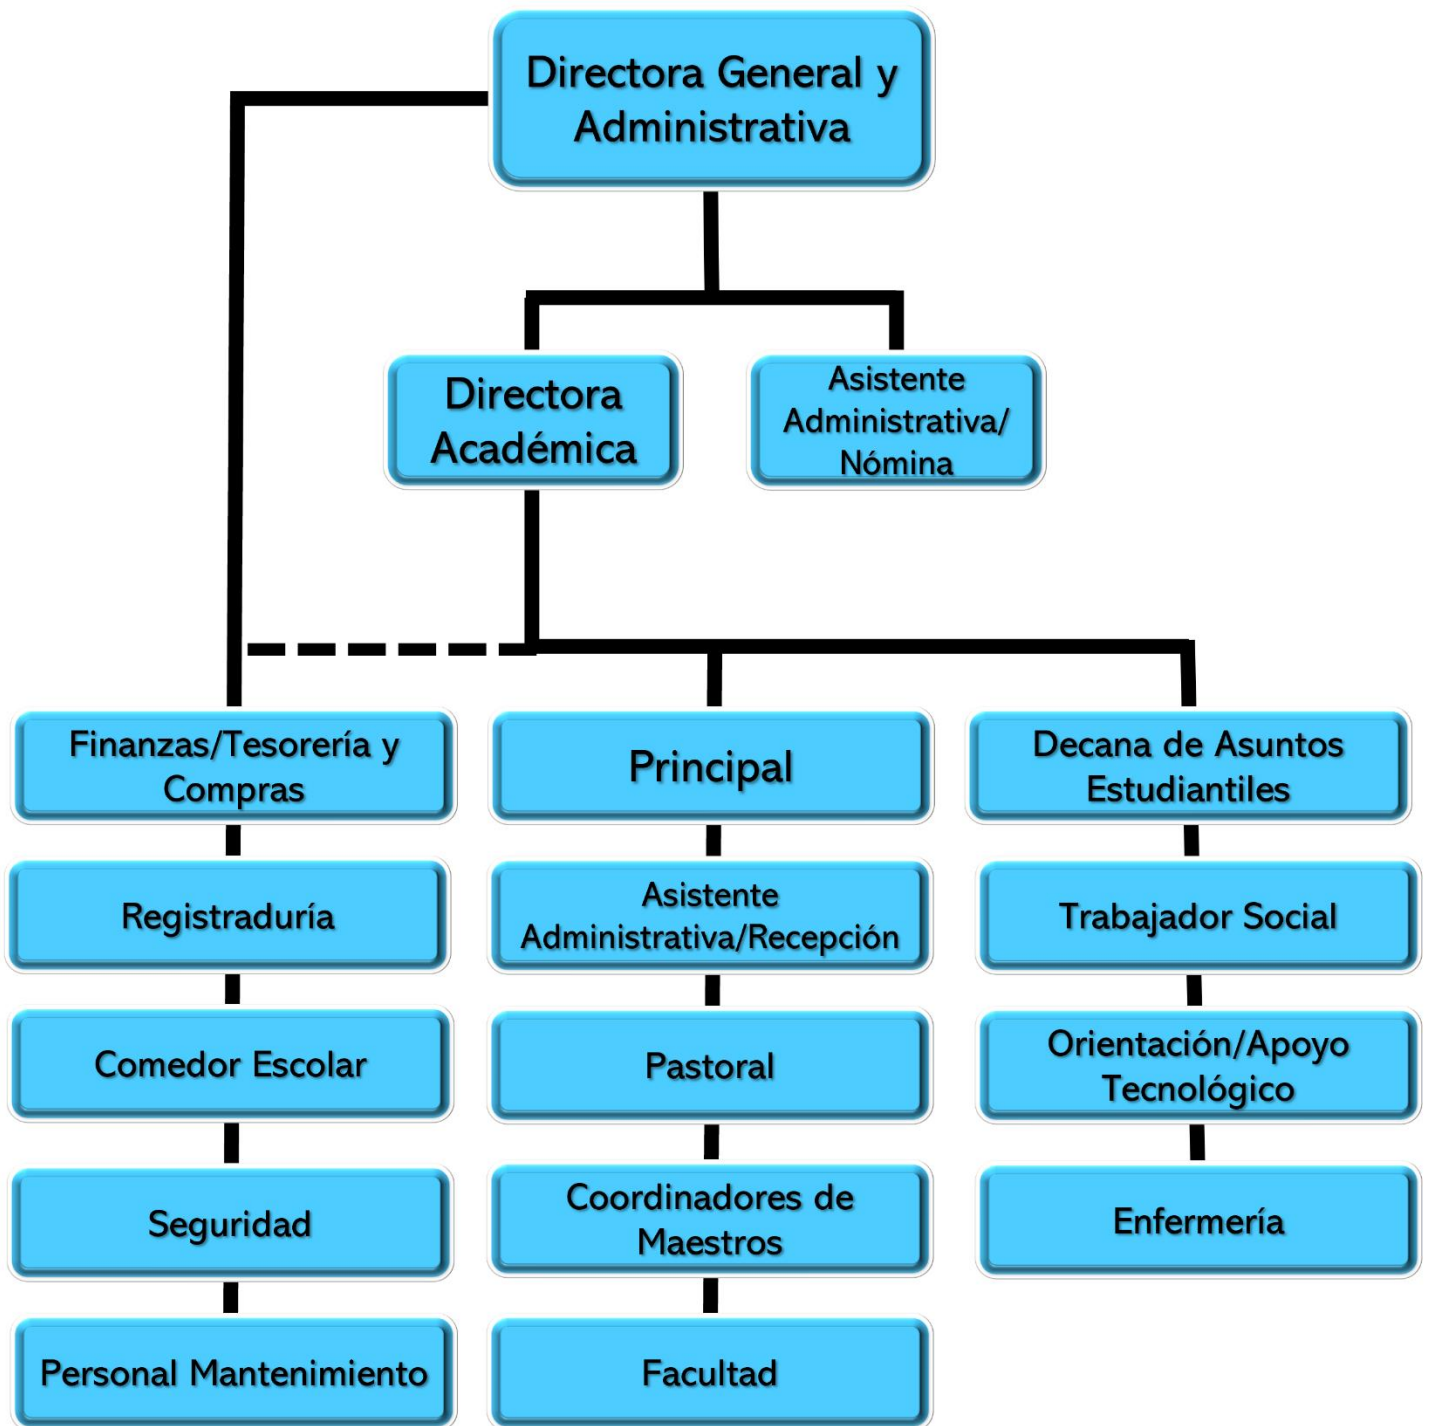 Directora General y
Administrativa
Directora
Académica
Asistente
Administrativa/
Nómina
Finanzas/Tesorería y
Compras
Registraduría
Comedor Escolar
Seguridad
Personal Mantenimiento
Principal
Asistente
Administrativa/Recepción
Pastoral
Coordinadores de
Maestros
Facultad
Decana de Asuntos
Estudiantiles
Trabajador Social
Orientación/Apoyo
Tecnológico
Enfermería